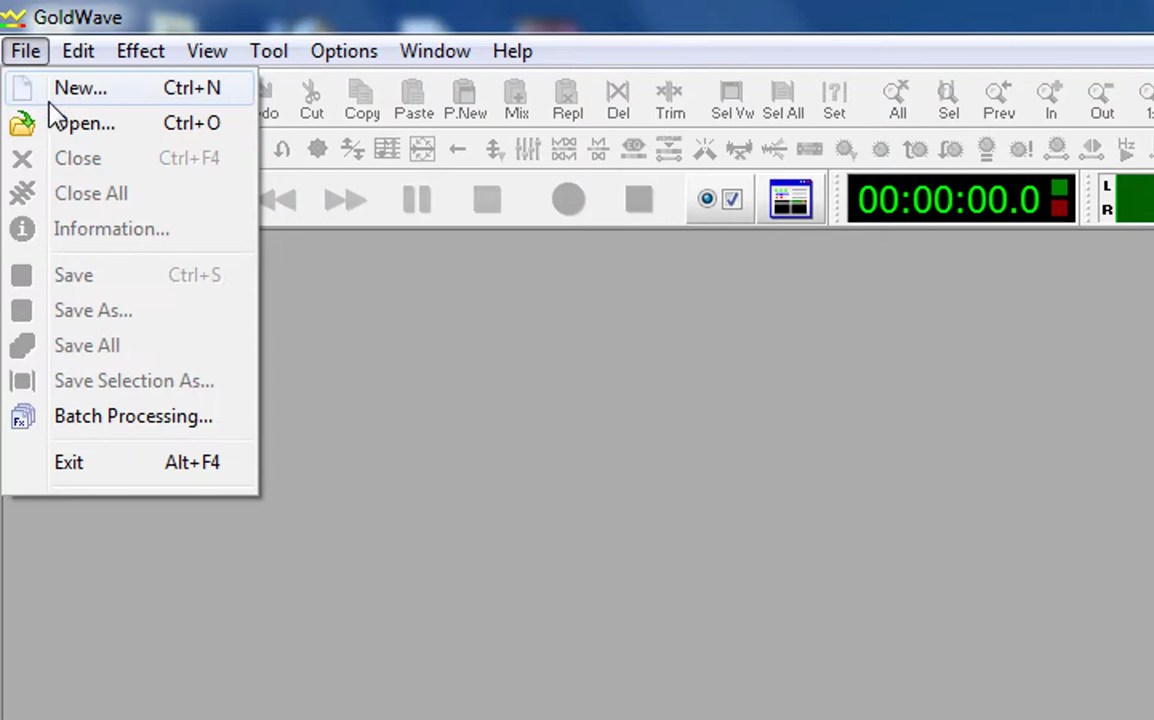 GoldWave
File Edit Effect View Tool Options Window Help
New... Ctrl+N
Open... Ctrl+O
Close Ctrl+F4
Close All
Information...
Save Ctrl+S
Save As...
Save All
Save Selection As...
Batch Processing...
Exit Alt+F4
Cut Copy Paste P.New Mix Repl Del Trim Sel Vw Sel All Set All Sel Prev In Out
Hz
00:00:00.0
L
R